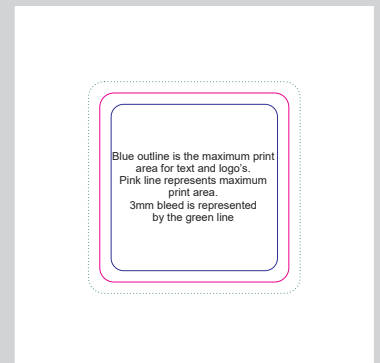 Blue outline is the maximum print
area for text and logo's.
Pink line represents maximum
print area.
3mm bleed is represented
by the green line